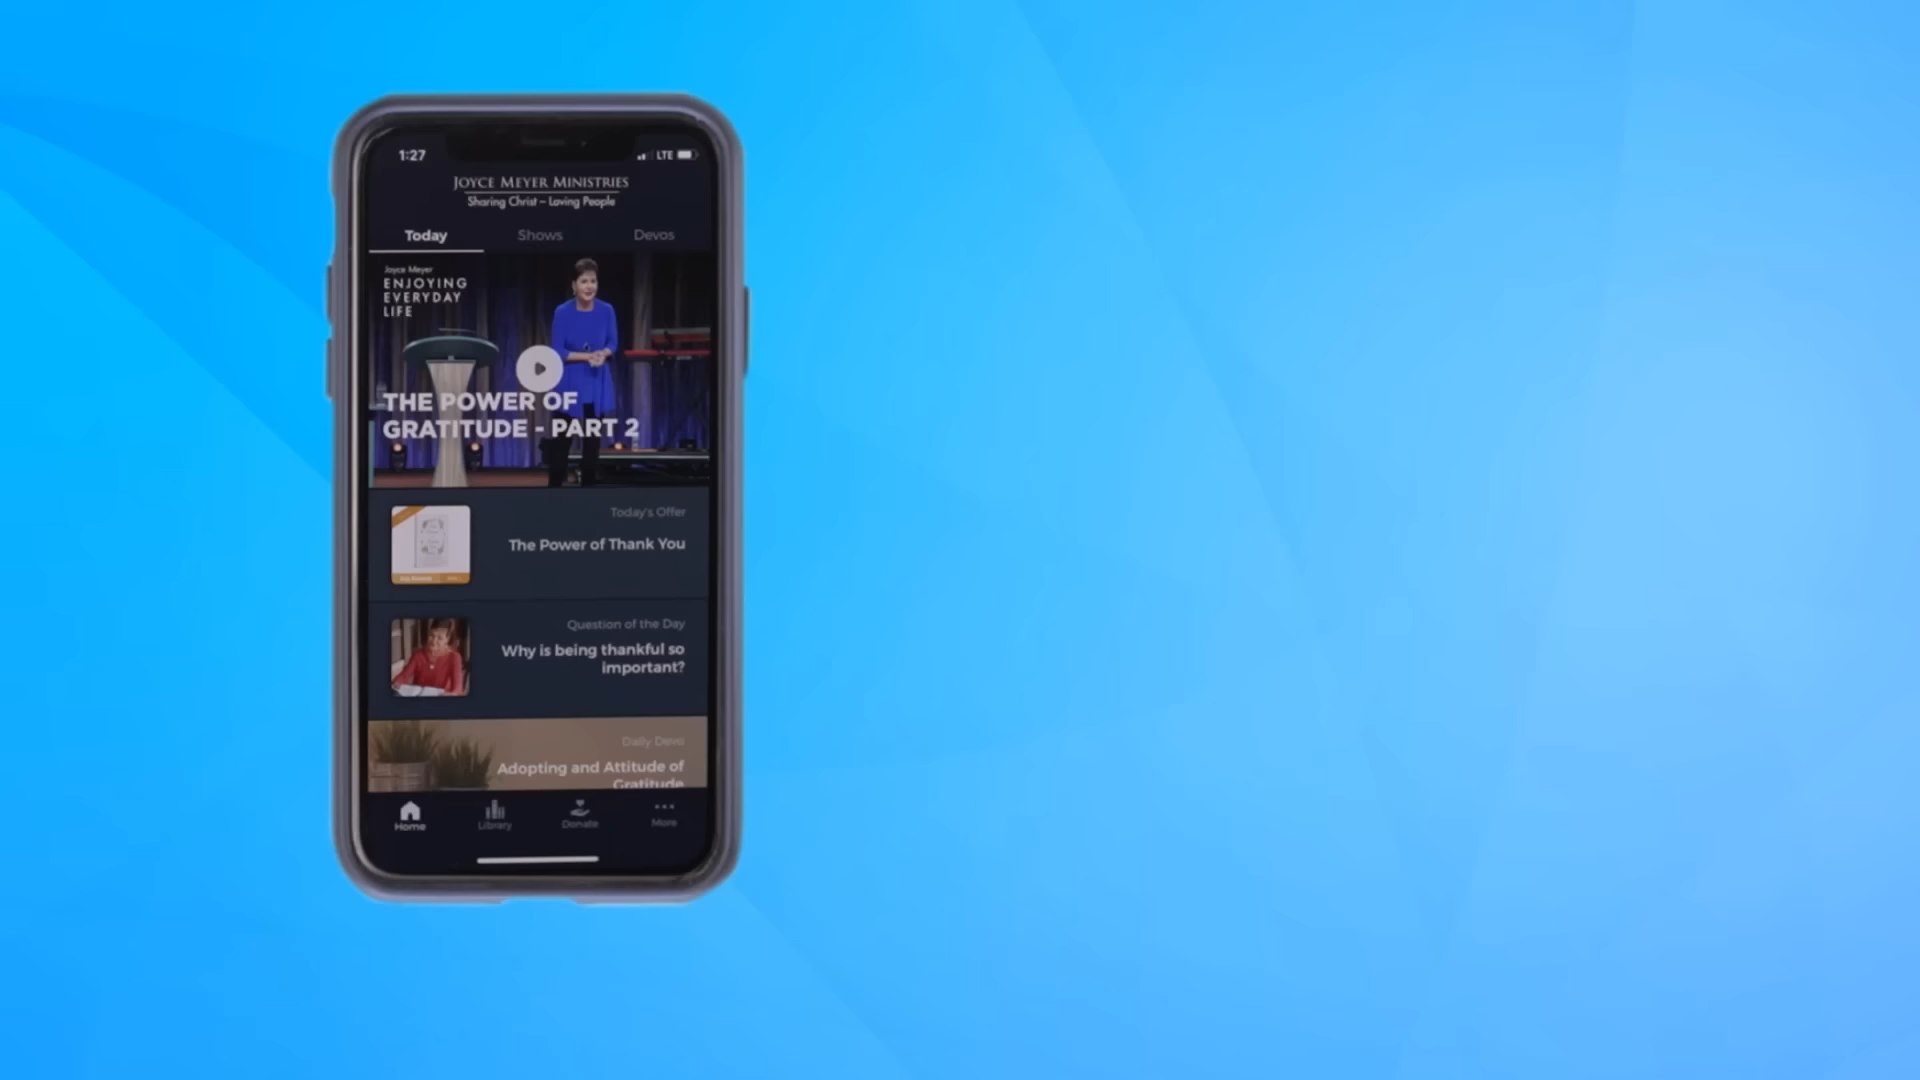 1:27
LTE
JOYCE MEYER MINISTRIES
Sharing Christ – Loving People
Today
Shows
Devos
Joyce Meyer
ENJOYING
EVERYDAY
LIFE
THE POWER OF
GRATITUDE - PART 2
Today's Offer
The Power of Thank You
Question of the Day
Why is being thankful so
important?
Daily Devo
Adopting and Attitude of
Gratitude
Home
Library
Donate
More